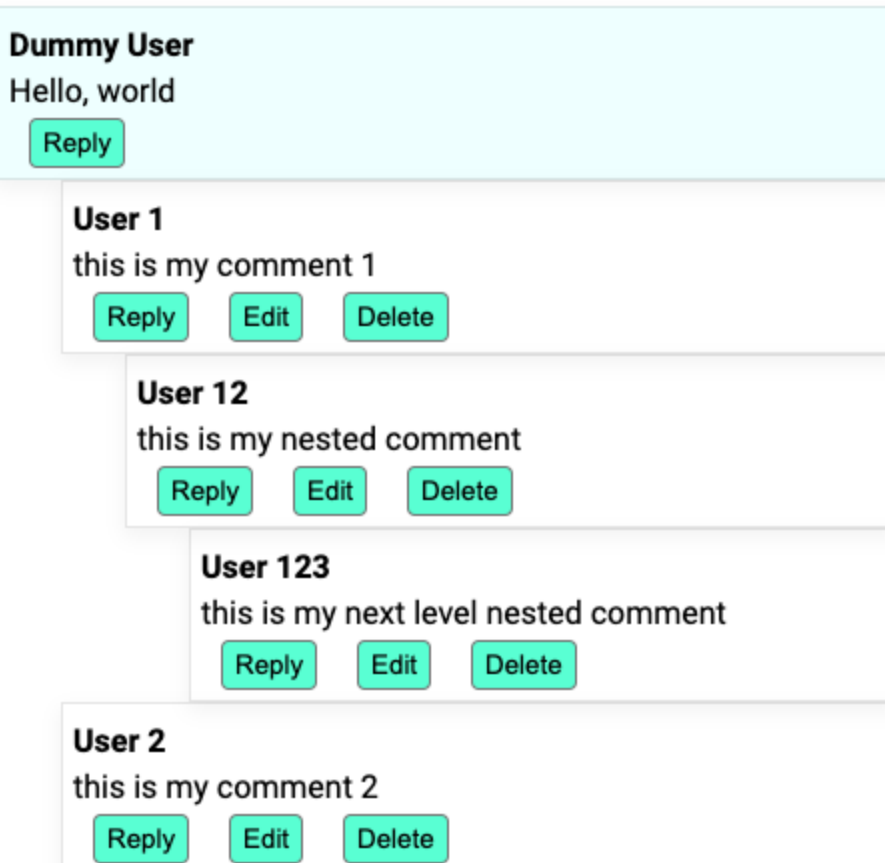 Dummy User
Hello, world
Reply
User 1
this is my comment 1
Reply Edit Delete
User 12
this is my nested comment
Reply Edit Delete
User 123
this is my next level nested comment
Reply Edit Delete
User 2
this is my comment 2
Reply Edit Delete